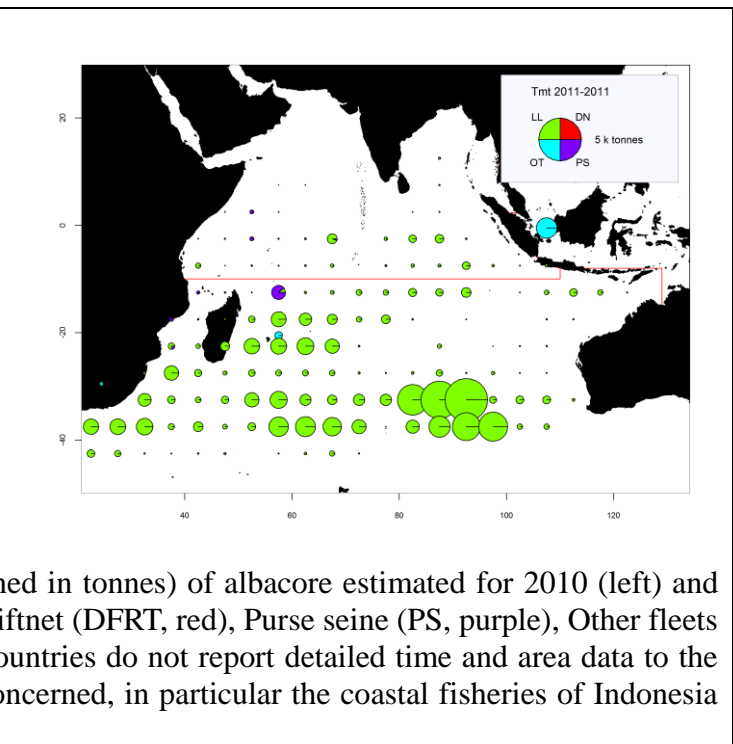 Tmt 2011-2011
LL DN
5 k tonnes
OT PS
20
0
-20
-40
40 60 80 100 120
ned in tonnes) of albacore estimated for 2010 (left) and
iftnet (DFRT, red), Purse seine (PS, purple), Other fleets
ountries do not report detailed time and area data to the
oncerned, in particular the coastal fisheries of Indonesia